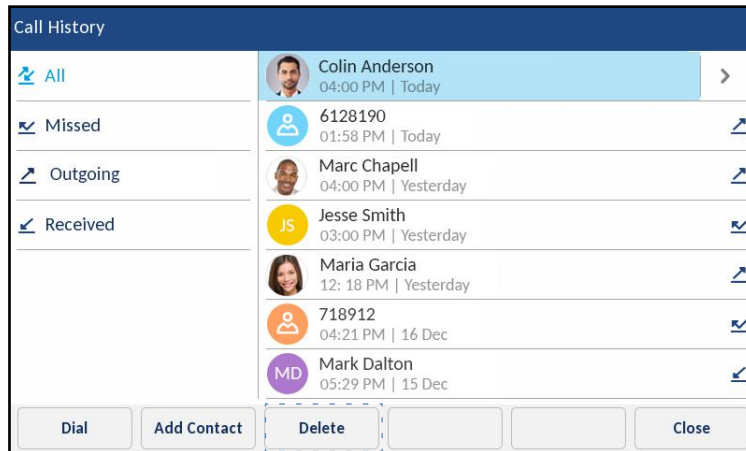 Call History
All
Missed
Outgoing
Received
Colin Anderson
04:00 PM | Today
6128190
01:58 PM | Today
Marc Chapell
04:00 PM | Yesterday
JS
Jesse Smith
03:00 PM | Yesterday
Maria Garcia
12: 18 PM | Yesterday
718912
04:21 PM | 16 Dec
MD
Mark Dalton
05:29 PM | 15 Dec
Dial
Add Contact
Delete
Close